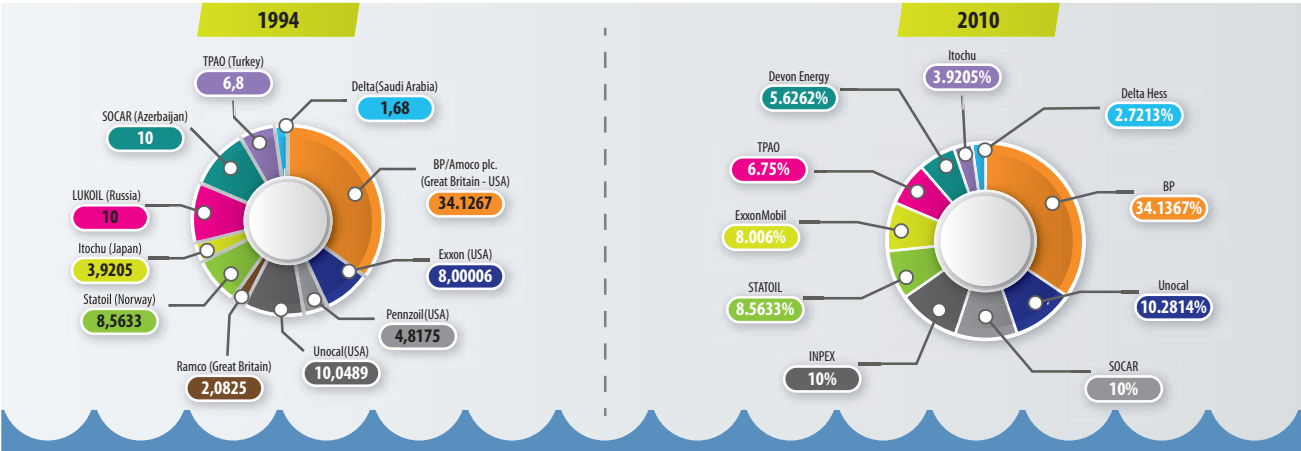 1994
TPAO (Turkey)
6,8
Delta(Saudi Arabia)
1,68
SOCAR (Azerbaijan)
10
BP/Amoco plc.
(Great Britain - USA)
34.1267
LUKOIL (Russia)
10
Itochu (Japan)
3,9205
Exxon (USA)
8,00006
Statoil (Norway)
8,5633
Pennzoil(USA)
4,8175
Unocal(USA)
10,0489
Ramco (Great Britain)
2,0825
2010
Itochu
3.9205%
Devon Energy
5.6262%
Delta Hess
2.7213%
TPAO
6.75%
BP
34.1367%
ExxonMobil
8.006%
STATOIL
8.5633%
Unocal
10.2814%
INPEX
10%
SOCAR
10%